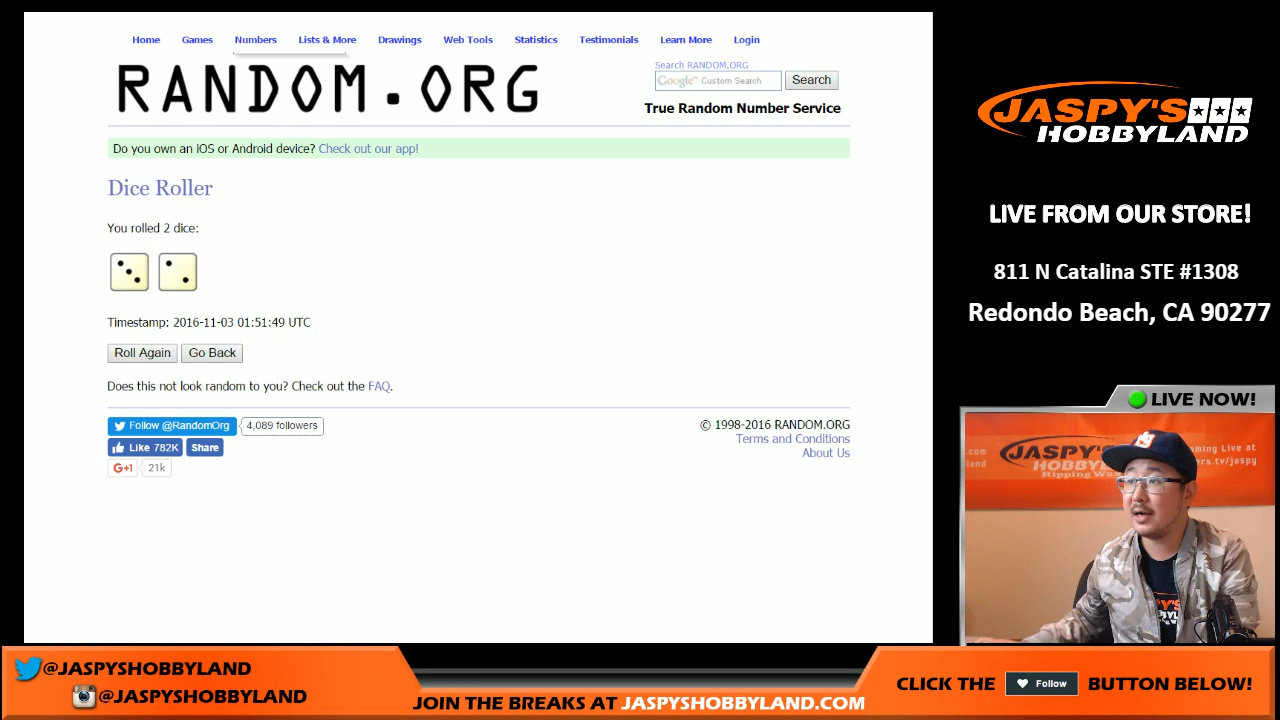 Home Games Numbers Lists & More Drawings Web Tools Statistics Testimonials Learn More Login
RANDOM.ORG
Search RANDOM.ORG
Google™ Custom Search Search
True Random Number Service
Do you own an iOS or Android device? Check out our app!
Dice Roller
You rolled 2 dice:
Timestamp: 2016-11-03 01:51:49 UTC
Roll Again Go Back
Does this not look random to you? Check out the FAQ.
Follow @RandomOrg 4,089 followers
Like 782K Share
G+1 21k
© 1998-2016 RANDOM.ORG
Terms and Conditions
About Us
JASPY'S
HOBBYLAND
LIVE FROM OUR STORE!
811 N Catalina STE #1308
Redondo Beach, CA 90277
LIVE NOW!
JASPY'S
HOBBYLAND
Ripping Wax
@JASPYSHOBBYLAND
@JASPYSHOBBYLAND
JOIN THE BREAKS AT JASPYSHOBBYLAND.COM
CLICK THE Follow BUTTON BELOW!